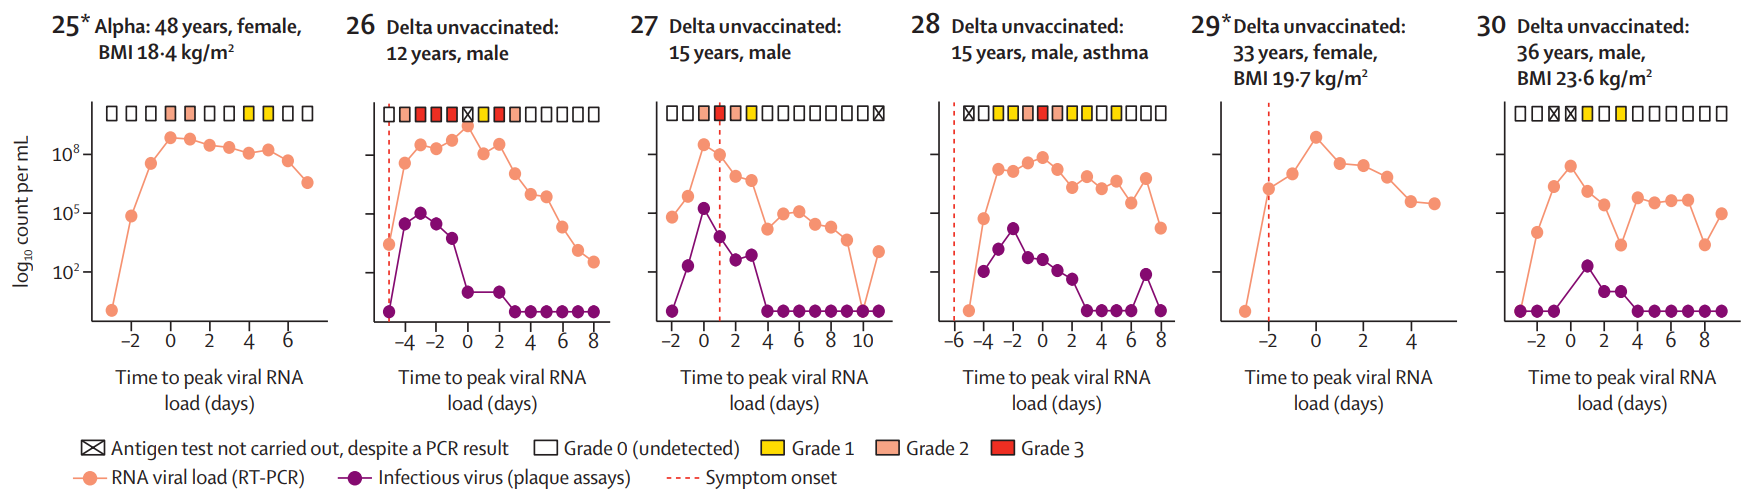 25* Alpha: 48 years, female,
BMI 18·4 kg/m²
26 Delta unvaccinated:
12 years, male
27 Delta unvaccinated:
15 years, male
28 Delta unvaccinated:
15 years, male, asthma
29* Delta unvaccinated:
33 years, female,
BMI 19·7 kg/m²
30 Delta unvaccinated:
36 years, male,
BMI 23·6 kg/m²
log₁₀ count per mL
10⁸
10⁵
10²
−2 0 2 4 6
−4 −2 0 2 4 6 8
−2 0 2 4 6 8 10
−6 −4 −2 0 2 4 6 8
−2 0 2 4
−2 0 2 4 6 8
Time to peak viral RNA
load (days)
Time to peak viral RNA
load (days)
Time to peak viral RNA
load (days)
Time to peak viral RNA
load (days)
Time to peak viral RNA
load (days)
Time to peak viral RNA
load (days)
Antigen test not carried out, despite a PCR result Grade 0 (undetected) Grade 1 Grade 2 Grade 3
RNA viral load (RT-PCR) Infectious virus (plaque assays) Symptom onset